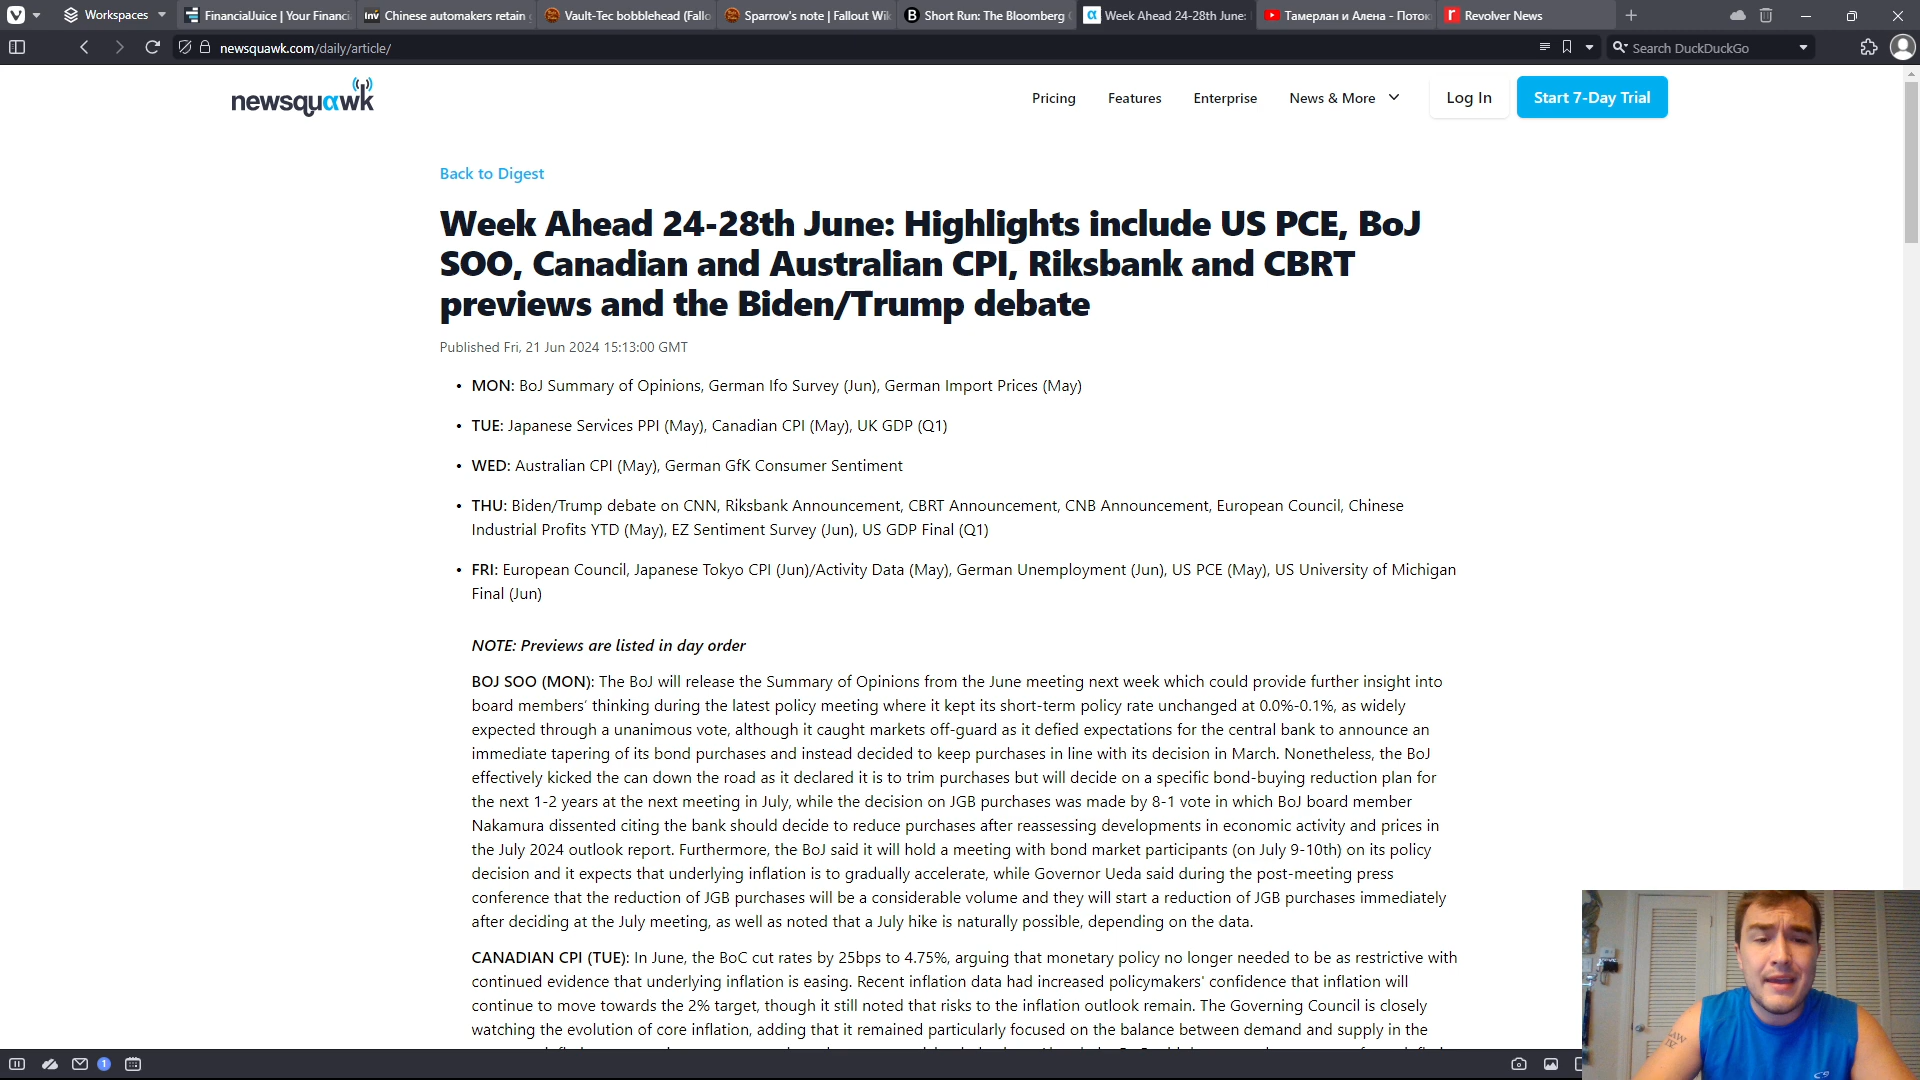 Workspaces
FinancialJuice | Your Financi
Chinese automakers retain
Vault-Tec bobblehead (Fallo
Sparrow's note | Fallout Wik
Short Run: The Bloomberg
Week Ahead 24-28th June:
Тамерлан и Алена - Поток
Revolver News
newsquawk.com/daily/article/
Search DuckDuckGo
newsquawk
Pricing
Features
Enterprise
News & More
Log In
Start 7-Day Trial
Back to Digest
Week Ahead 24-28th June: Highlights include US PCE, BoJ
SOO, Canadian and Australian CPI, Riksbank and CBRT
previews and the Biden/Trump debate
Published Fri, 21 Jun 2024 15:13:00 GMT
• MON: BoJ Summary of Opinions, German Ifo Survey (Jun), German Import Prices (May)
• TUE: Japanese Services PPI (May), Canadian CPI (May), UK GDP (Q1)
• WED: Australian CPI (May), German GfK Consumer Sentiment
• THU: Biden/Trump debate on CNN, Riksbank Announcement, CBRT Announcement, CNB Announcement, European Council, Chinese
Industrial Profits YTD (May), EZ Sentiment Survey (Jun), US GDP Final (Q1)
• FRI: European Council, Japanese Tokyo CPI (Jun)/Activity Data (May), German Unemployment (Jun), US PCE (May), US University of Michigan
Final (Jun)
NOTE: Previews are listed in day order
BOJ SOO (MON): The BoJ will release the Summary of Opinions from the June meeting next week which could provide further insight into
board members' thinking during the latest policy meeting where it kept its short-term policy rate unchanged at 0.0%-0.1%, as widely
expected through a unanimous vote, although it caught markets off-guard as it defied expectations for the central bank to announce an
immediate tapering of its bond purchases and instead decided to keep purchases in line with its decision in March. Nonetheless, the BoJ
effectively kicked the can down the road as it declared it is to trim purchases but will decide on a specific bond-buying reduction plan for
the next 1-2 years at the next meeting in July, while the decision on JGB purchases was made by 8-1 vote in which BoJ board member
Nakamura dissented citing the bank should decide to reduce purchases after reassessing developments in economic activity and prices in
the July 2024 outlook report. Furthermore, the BoJ said it will hold a meeting with bond market participants (on July 9-10th) on its policy
decision and it expects that underlying inflation is to gradually accelerate, while Governor Ueda said during the post-meeting press
conference that the reduction of JGB purchases will be a considerable volume and they will start a reduction of JGB purchases immediately
after deciding at the July meeting, as well as noted that a July hike is naturally possible, depending on the data.
CANADIAN CPI (TUE): In June, the BoC cut rates by 25bps to 4.75%, arguing that monetary policy no longer needed to be as restrictive with
continued evidence that underlying inflation is easing. Recent inflation data had increased policymakers' confidence that inflation will
continue to move towards the 2% target, though it still noted that risks to the inflation outlook remain. The Governing Council is closely
watching the evolution of core inflation, adding that it remained particularly focused on the balance between demand and supply in the
1